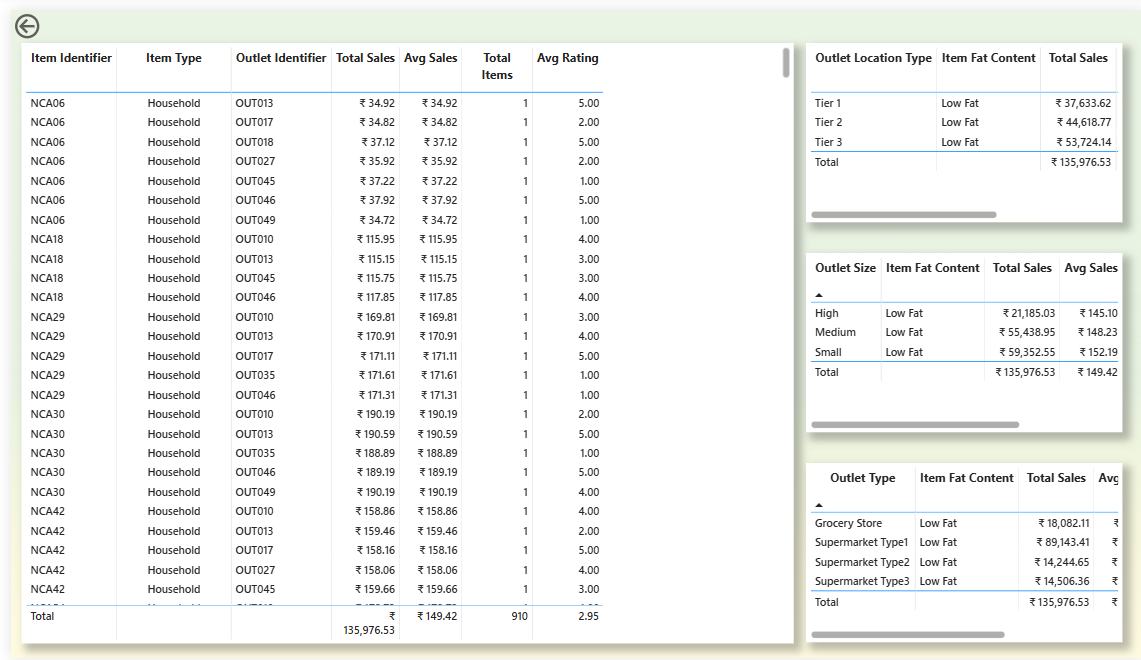 Item Identifier Item Type Outlet Identifier Total Sales Avg Sales Total Items Avg Rating
NCA06 Household OUT013 ₹ 34.92 ₹ 34.92 1 5.00
NCA06 Household OUT017 ₹ 34.82 ₹ 34.82 1 2.00
NCA06 Household OUT018 ₹ 37.12 ₹ 37.12 1 5.00
NCA06 Household OUT027 ₹ 35.92 ₹ 35.92 1 2.00
NCA06 Household OUT045 ₹ 37.22 ₹ 37.22 1 1.00
NCA06 Household OUT046 ₹ 37.92 ₹ 37.92 1 5.00
NCA06 Household OUT049 ₹ 34.72 ₹ 34.72 1 1.00
NCA18 Household OUT010 ₹ 115.95 ₹ 115.95 1 4.00
NCA18 Household OUT013 ₹ 115.15 ₹ 115.15 1 3.00
NCA18 Household OUT045 ₹ 115.75 ₹ 115.75 1 3.00
NCA18 Household OUT046 ₹ 117.85 ₹ 117.85 1 4.00
NCA29 Household OUT010 ₹ 169.81 ₹ 169.81 1 3.00
NCA29 Household OUT013 ₹ 170.91 ₹ 170.91 1 4.00
NCA29 Household OUT017 ₹ 171.11 ₹ 171.11 1 5.00
NCA29 Household OUT035 ₹ 171.61 ₹ 171.61 1 1.00
NCA29 Household OUT046 ₹ 171.31 ₹ 171.31 1 1.00
NCA30 Household OUT010 ₹ 190.19 ₹ 190.19 1 2.00
NCA30 Household OUT013 ₹ 190.59 ₹ 190.59 1 5.00
NCA30 Household OUT035 ₹ 188.89 ₹ 188.89 1 1.00
NCA30 Household OUT046 ₹ 189.19 ₹ 189.19 1 5.00
NCA30 Household OUT049 ₹ 190.19 ₹ 190.19 1 4.00
NCA42 Household OUT010 ₹ 158.86 ₹ 158.86 1 4.00
NCA42 Household OUT013 ₹ 159.46 ₹ 159.46 1 2.00
NCA42 Household OUT017 ₹ 158.16 ₹ 158.16 1 5.00
NCA42 Household OUT027 ₹ 158.06 ₹ 158.06 1 4.00
NCA42 Household OUT045 ₹ 159.66 ₹ 159.66 1 3.00
Total ₹ 135,976.53 ₹ 149.42 910 2.95
Outlet Location Type Item Fat Content Total Sales
Tier 1 Low Fat ₹ 37,633.62
Tier 2 Low Fat ₹ 44,618.77
Tier 3 Low Fat ₹ 53,724.14
Total ₹ 135,976.53
Outlet Size Item Fat Content Total Sales Avg Sales
High Low Fat ₹ 21,185.03 ₹ 145.10
Medium Low Fat ₹ 55,438.95 ₹ 148.23
Small Low Fat ₹ 59,352.55 ₹ 152.19
Total ₹ 135,976.53 ₹ 149.42
Outlet Type Item Fat Content Total Sales Avg
Grocery Store Low Fat ₹ 18,082.11 ₹
Supermarket Type1 Low Fat ₹ 89,143.41 ₹
Supermarket Type2 Low Fat ₹ 14,244.65 ₹
Supermarket Type3 Low Fat ₹ 14,506.36 ₹
Total ₹ 135,976.53 ₹